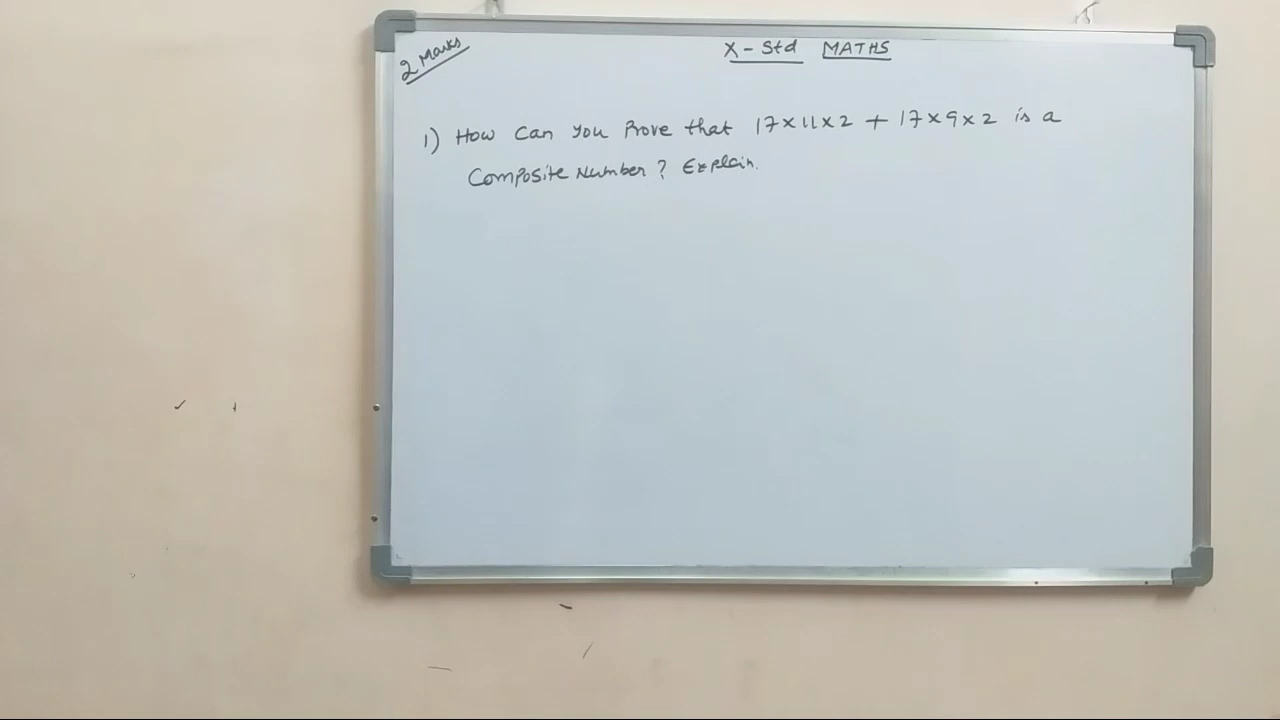 2 Marks
X - Std MATHS
1) How can you Prove that 17×11×2 + 17×9×2 is a
Composite Number? Explain.